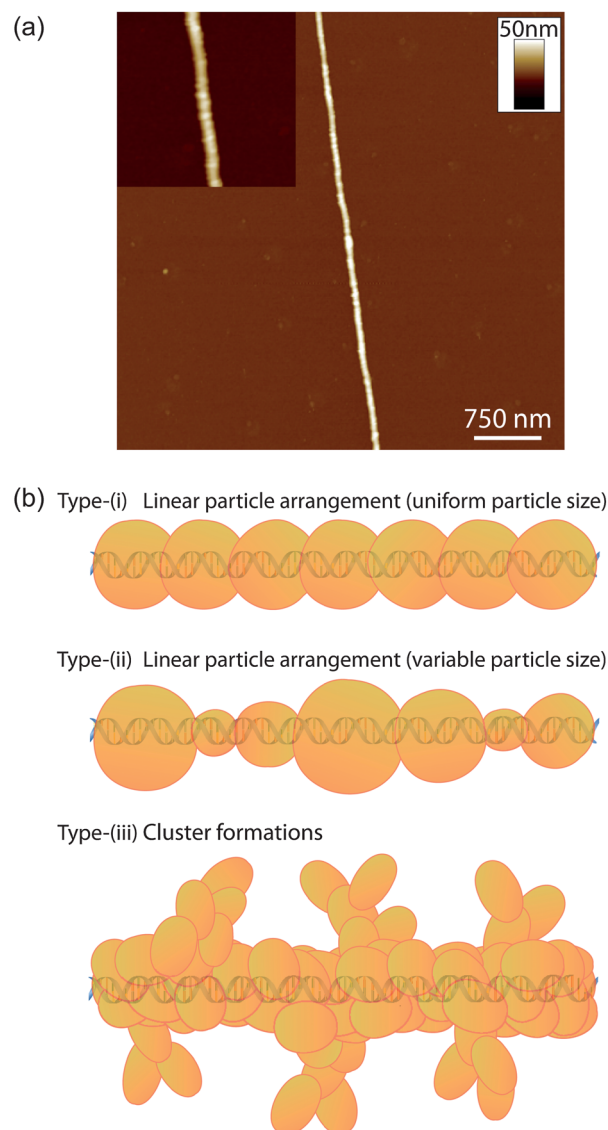 (a)
50nm
750 nm
(b)
Type-(i) Linear particle arrangement (uniform particle size)
Type-(ii) Linear particle arrangement (variable particle size)
Type-(iii) Cluster formations